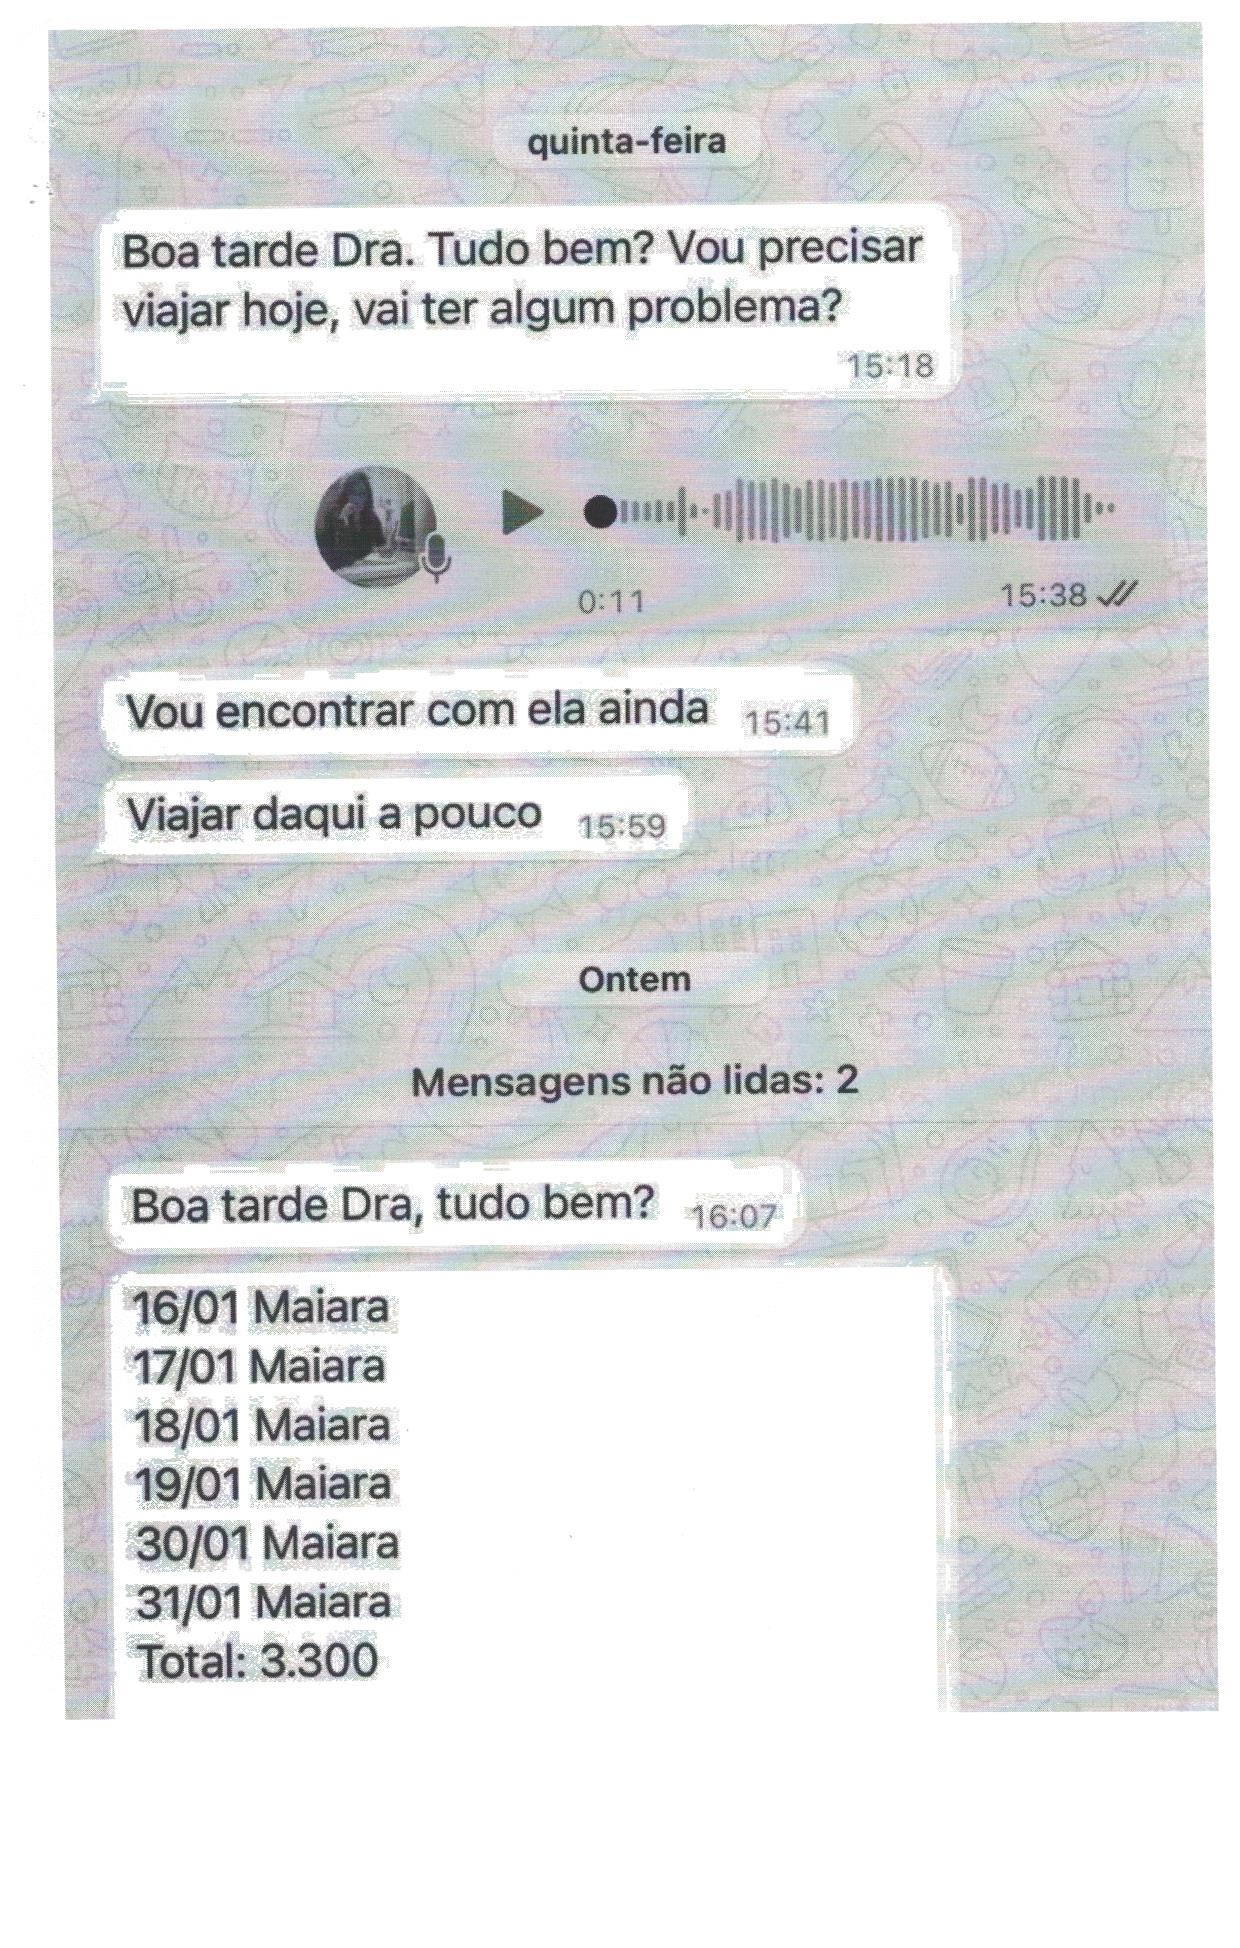 quinta-feira
Boa tarde Dra. Tudo bem? Vou precisar
viajar hoje, vai ter algum problema?
15:18
0:11
15:38
Vou encontrar com ela ainda 15:41
Viajar daqui a pouco 15:59
Ontem
Mensagens não lidas: 2
Boa tarde Dra, tudo bem? 16:07
16/01 Maiara
17/01 Maiara
18/01 Maiara
19/01 Maiara
30/01 Maiara
31/01 Maiara
Total: 3.300